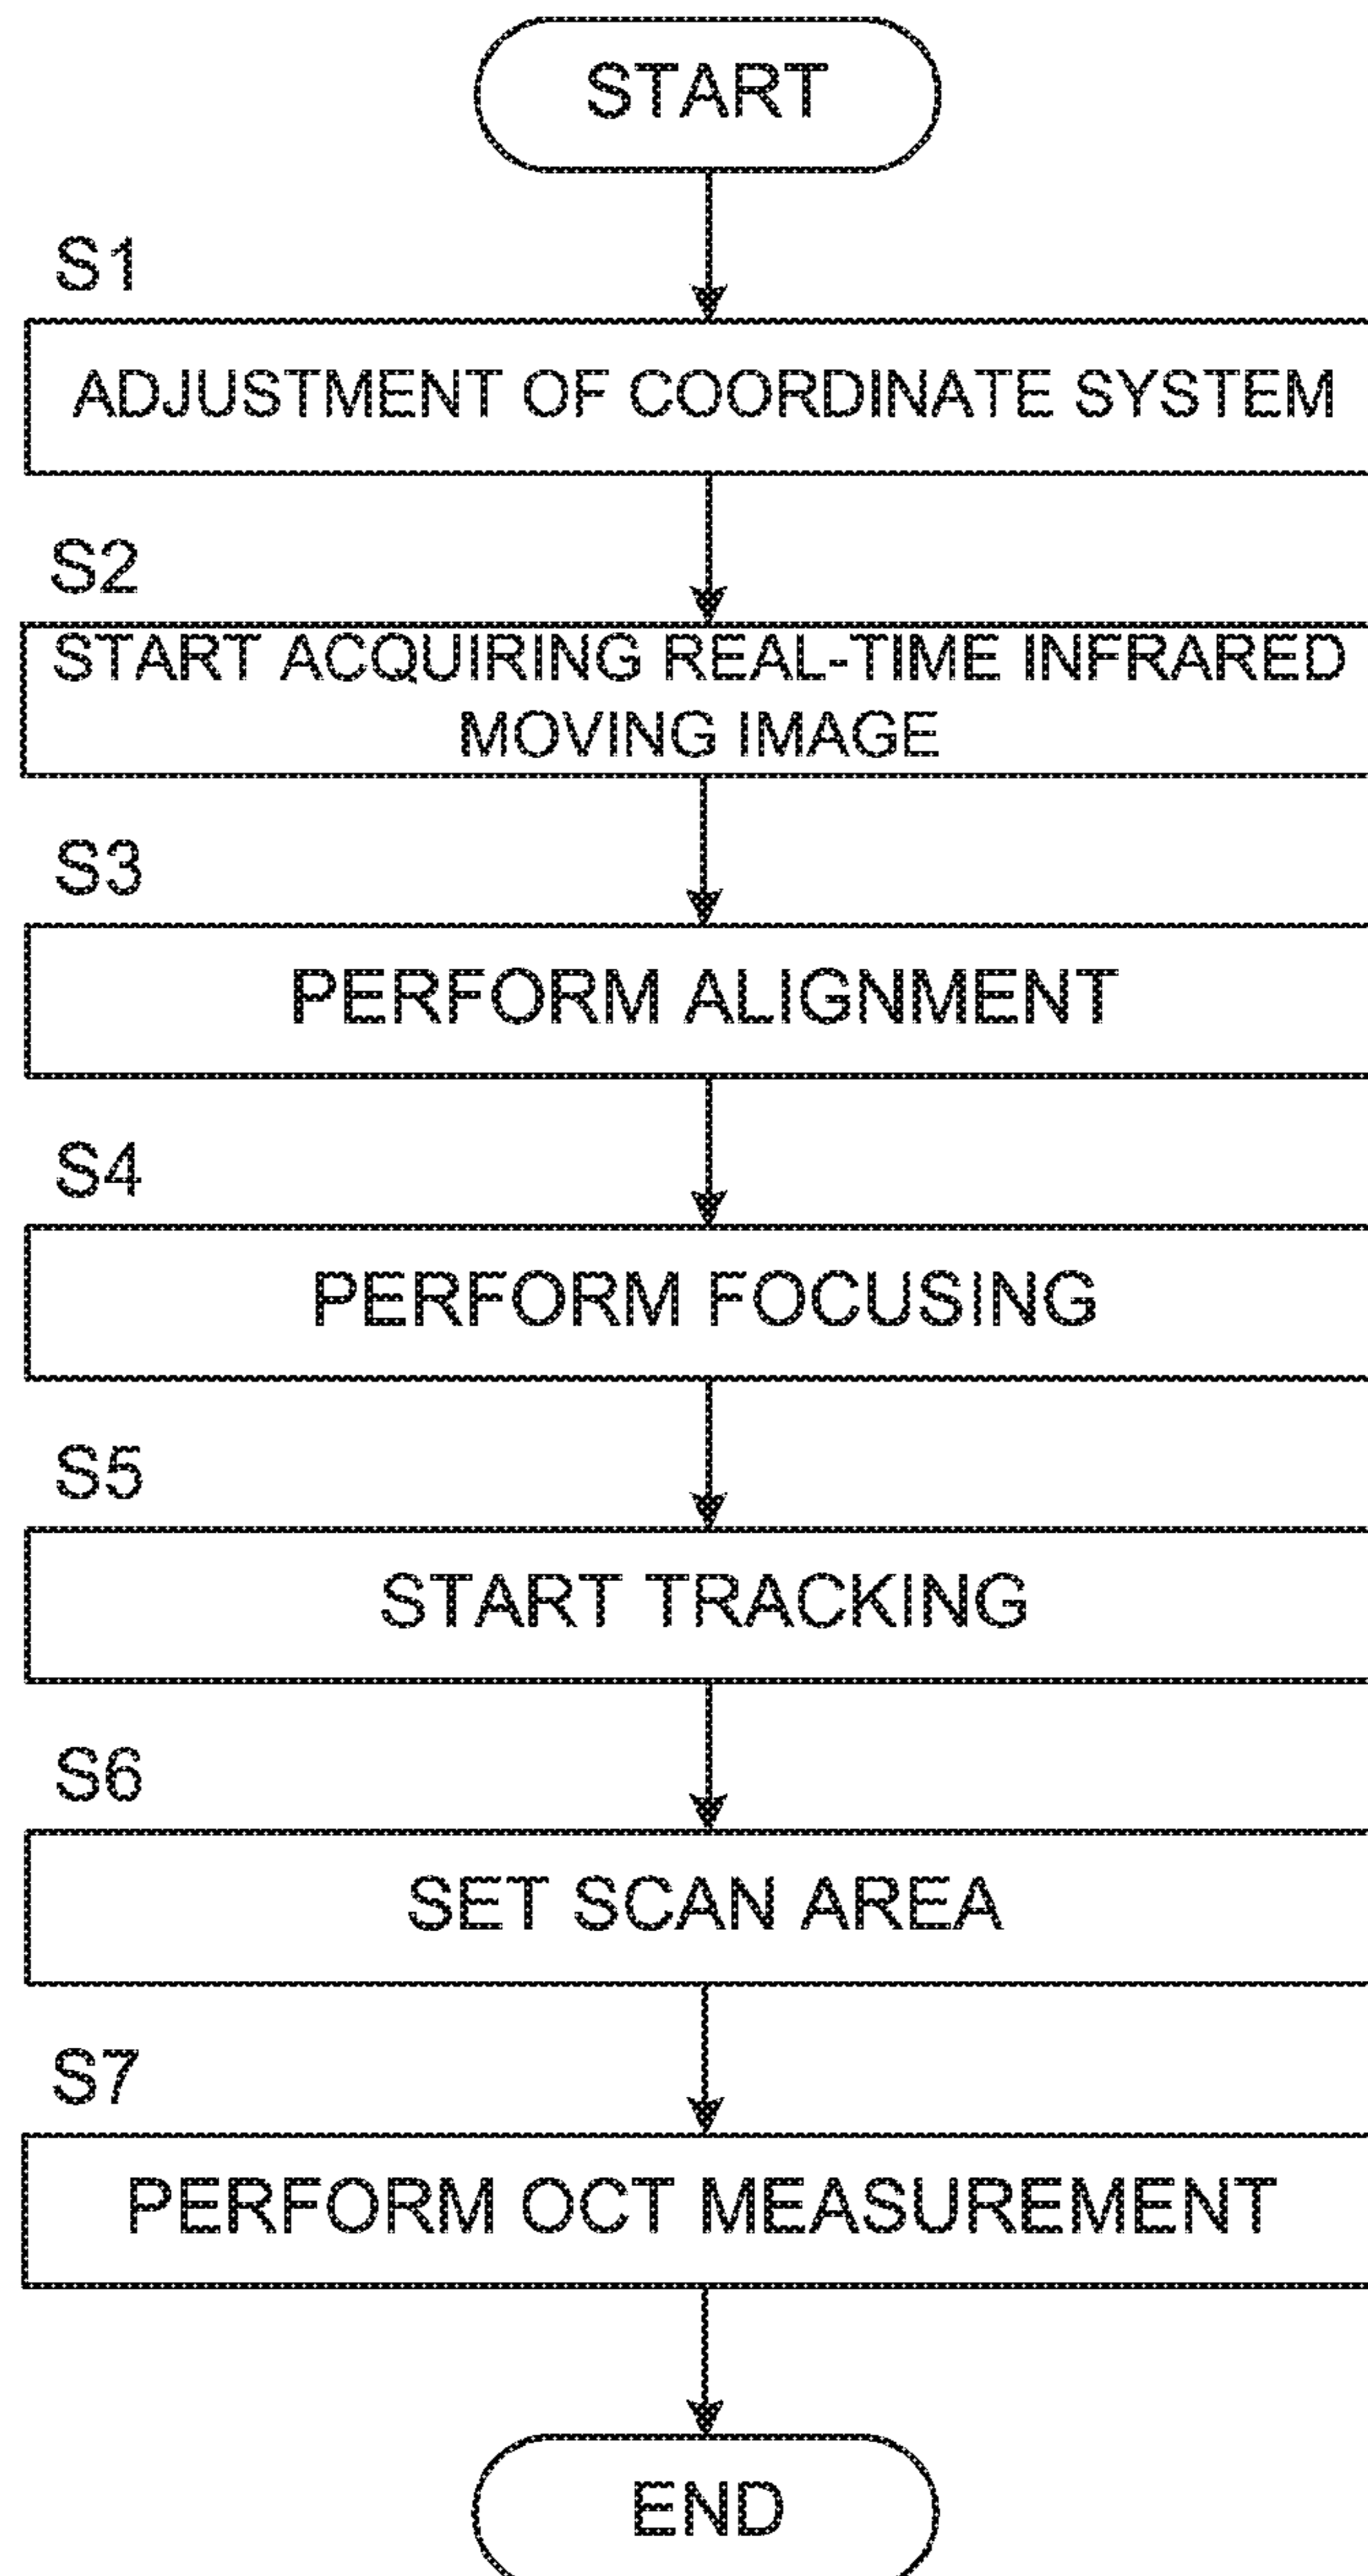 START
S1
ADJUSTMENT OF COORDINATE SYSTEM
S2
START ACQUIRING REAL-TIME INFRARED
MOVING IMAGE
S3
PERFORM ALIGNMENT
S4
PERFORM FOCUSING
S5
START TRACKING
S6
SET SCAN AREA
S7
PERFORM OCT MEASUREMENT
END